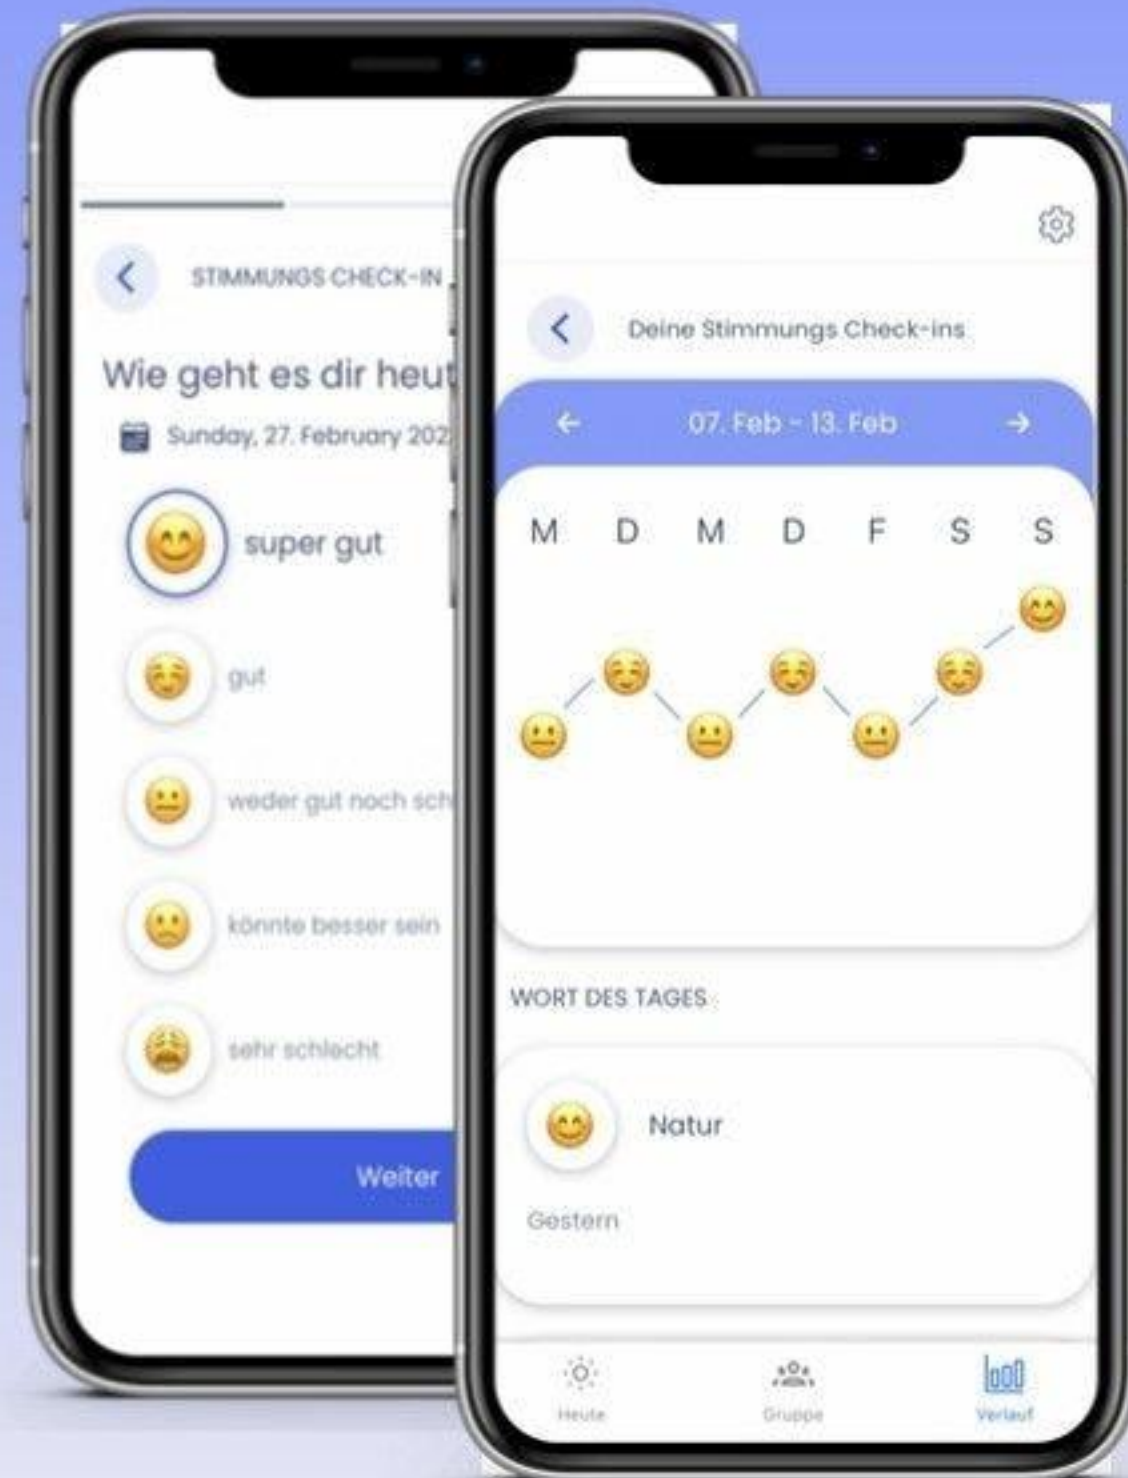 STIMMUNGS CHECK-IN
Wie geht es dir heut
Sunday, 27. February 202
super gut
gut
weder gut noch sch
könnte besser sein
sehr schlecht
Weiter
Deine Stimmungs Check-ins
07. Feb - 13. Feb
M D M D F S S
WORT DES TAGES
Natur
Gestern
Heute Gruppe Verlauf